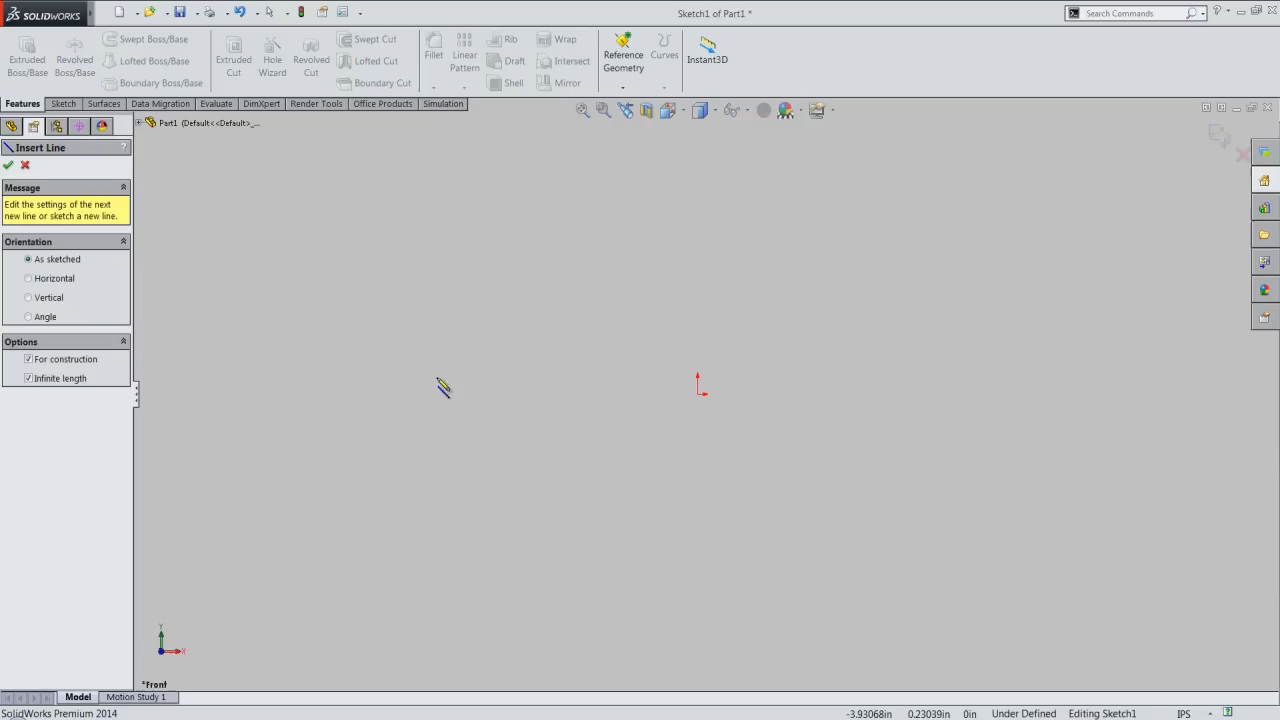 SOLIDWORKS
Sketch1 of Part1 *
Search Commands
Extruded Boss/Base
Revolved Boss/Base
Swept Boss/Base
Lofted Boss/Base
Boundary Boss/Base
Extruded Cut
Hole Wizard
Revolved Cut
Swept Cut
Lofted Cut
Boundary Cut
Fillet
Linear Pattern
Rib
Draft
Shell
Wrap
Intersect
Mirror
Reference Geometry
Curves
Instant3D
Features Sketch Surfaces Data Migration Evaluate DimXpert Render Tools Office Products Simulation
Part1 (Default<<Default>_...
Insert Line ?
Message
Edit the settings of the next
new line or sketch a new line.
Orientation
As sketched
Horizontal
Vertical
Angle
Options
For construction
Infinite length
Y
X
*Front
Model Motion Study 1
SolidWorks Premium 2014 -3.93068in 0.23039in 0in Under Defined Editing Sketch1 IPS